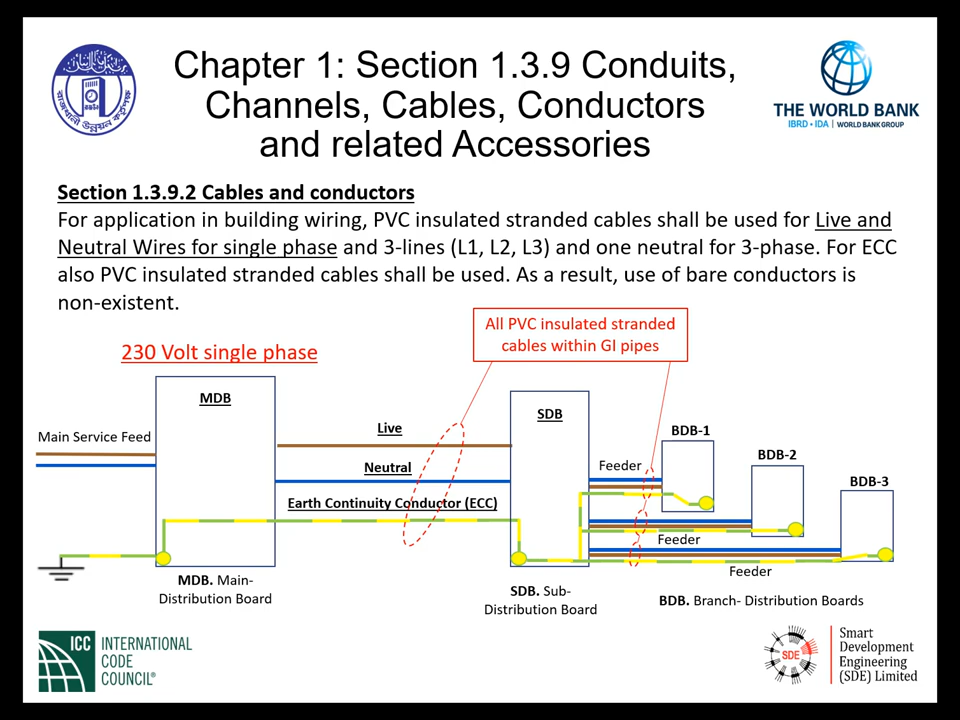 Chapter 1: Section 1.3.9 Conduits,
Channels, Cables, Conductors
and related Accessories
THE WORLD BANK
IBRD • IDA | WORLD BANK GROUP
Section 1.3.9.2 Cables and conductors
For application in building wiring, PVC insulated stranded cables shall be used for Live and
Neutral Wires for single phase and 3-lines (L1, L2, L3) and one neutral for 3-phase. For ECC
also PVC insulated stranded cables shall be used. As a result, use of bare conductors is
non-existent.
All PVC insulated stranded
cables within GI pipes
230 Volt single phase
MDB
SDB
Main Service Feed
Live
Neutral
Earth Continuity Conductor (ECC)
BDB-1
BDB-2
BDB-3
Feeder
Feeder
Feeder
MDB. Main-
Distribution Board
SDB. Sub-
Distribution Board
BDB. Branch- Distribution Boards
ICC INTERNATIONAL
CODE
COUNCIL®
SDE
Smart
Development
Engineering
(SDE) Limited